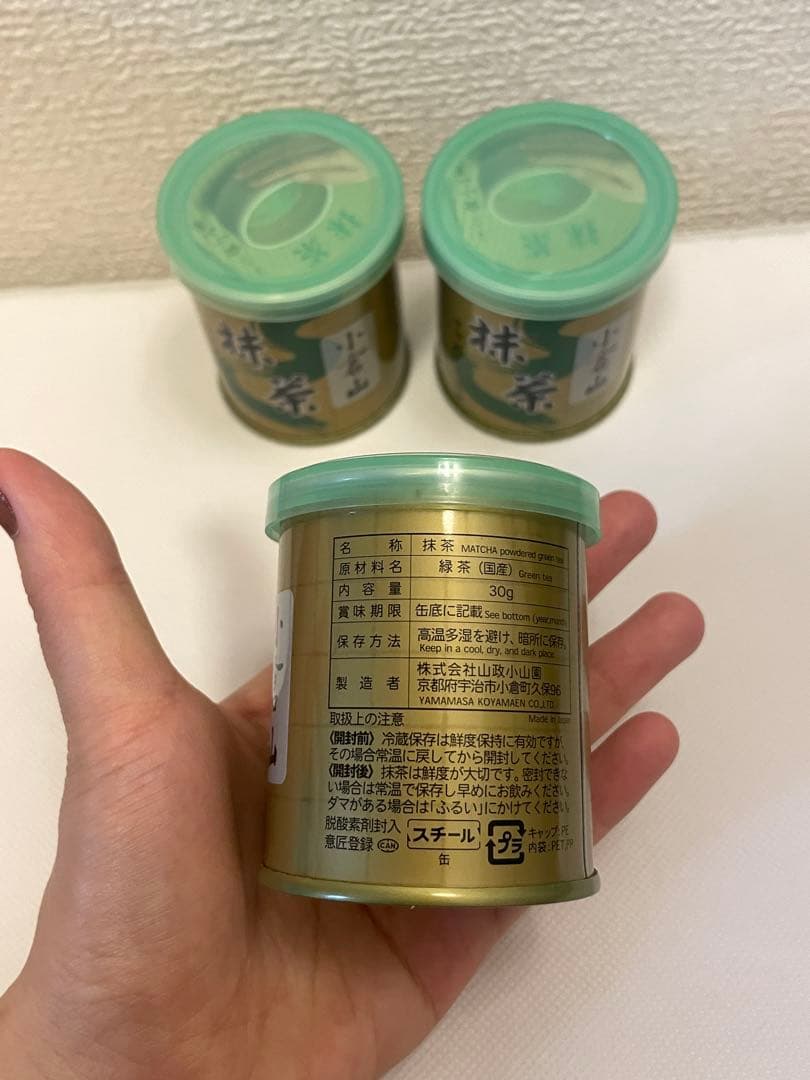 抹茶
抹茶
抹茶
小倉山
抹茶
小倉山
山
名 称 抹茶 MATCHA powdered green tea
原材料名 緑茶(国産) Green tea
内容量 30g
賞味期限 缶底に記載 See bottom (year,month)
保存方法 高温多湿を避け、暗所に保存。
Keep in a cool, dry, and dark place.
製造者 株式会社山政小山園
京都府宇治市小倉町久保96
YAMAMASA KOYAMAEN CO.,LTD.
取扱上の注意 Made in Japan
《開封前》冷蔵保存は鮮度保持に有効ですが、
その場合常温に戻してから開封してください。
《開封後》抹茶は鮮度が大切です。密封できな
い場合は常温で保存し早めにお飲みください。
ダマがある場合は「ふるい」にかけてください。
脱酸素剤封入
意匠登録 CAN
スチール
缶
プラ
キャップ:PE
内袋:PET,PP